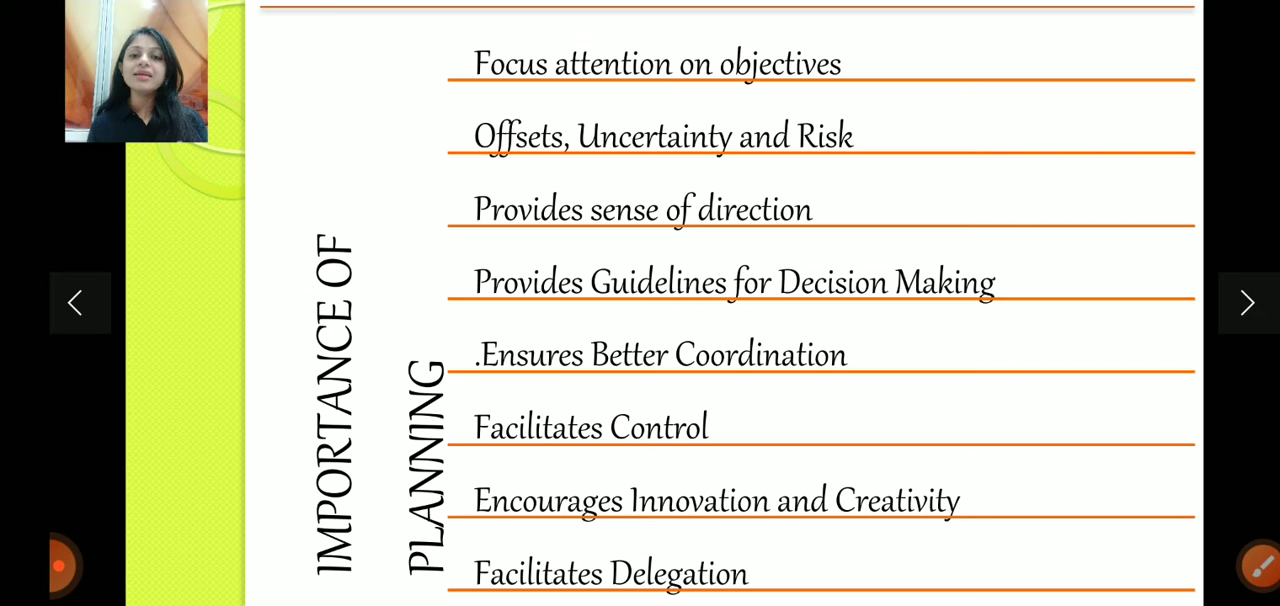 IMPORTANCE OF
PLANNING
Focus attention on objectives
Offsets, Uncertainty and Risk
Provides sense of direction
Provides Guidelines for Decision Making
.Ensures Better Coordination
Facilitates Control
Encourages Innovation and Creativity
Facilitates Delegation